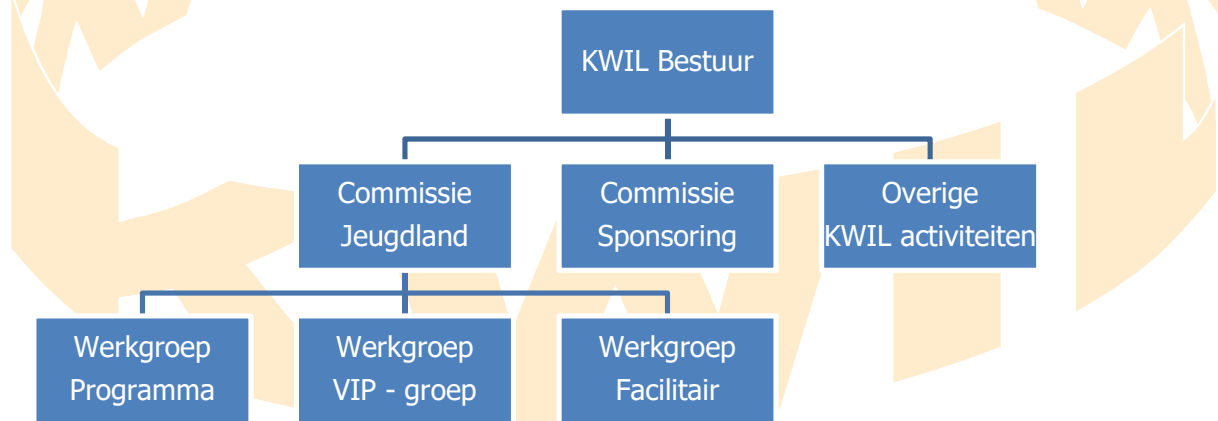 KWIL Bestuur
Commissie
Jeugdland
Commissie
Sponsoring
Overige
KWIL activiteiten
Werkgroep
Programma
Werkgroep
VIP - groep
Werkgroep
Facilitair